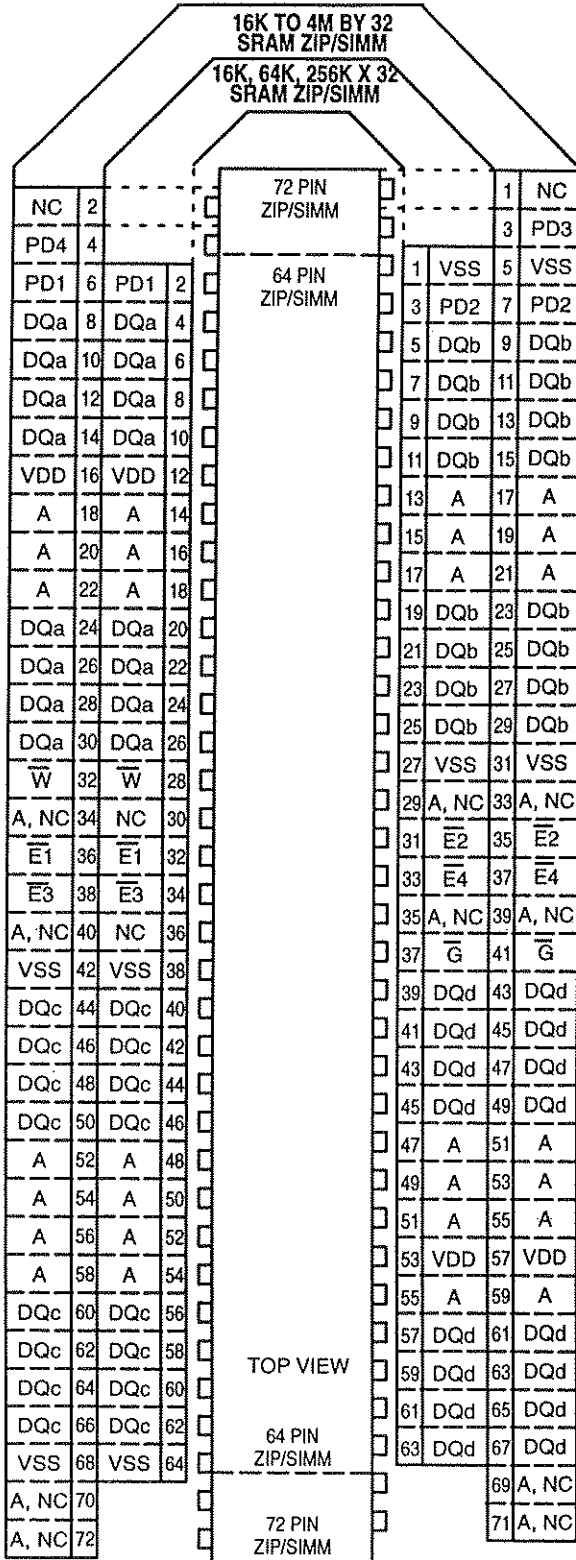 16K TO 4M BY 32
SRAM ZIP/SIMM
16K, 64K, 256K X 32
SRAM ZIP/SIMM
72 PIN
ZIP/SIMM
1 NC
NC 2
3 PD3
PD4 4
64 PIN
ZIP/SIMM
1 VSS 5 VSS
PD1 6 PD1 2
3 PD2 7 PD2
DQa 8 DQa 4
5 DQb 9 DQb
DQa 10 DQa 6
7 DQb 11 DQb
DQa 12 DQa 8
9 DQb 13 DQb
DQa 14 DQa 10
11 DQb 15 DQb
VDD 16 VDD 12
13 A 17 A
A 18 A 14
15 A 19 A
A 20 A 16
17 A 21 A
A 22 A 18
19 DQb 23 DQb
DQa 24 DQa 20
21 DQb 25 DQb
DQa 26 DQa 22
23 DQb 27 DQb
DQa 28 DQa 24
25 DQb 29 DQb
DQa 30 DQa 26
27 VSS 31 VSS
W̅ 32 W̅ 28
29 A, NC 33 A, NC
A, NC 34 NC 30
31 E̅2̅ 35 E̅2̅
E̅1̅ 36 E̅1̅ 32
33 E̅4̅ 37 E̅4̅
E̅3̅ 38 E̅3̅ 34
35 A, NC 39 A, NC
A, NC 40 NC 36
37 G̅ 41 G̅
VSS 42 VSS 38
39 DQd 43 DQd
DQc 44 DQc 40
41 DQd 45 DQd
DQc 46 DQc 42
43 DQd 47 DQd
DQc 48 DQc 44
45 DQd 49 DQd
DQc 50 DQc 46
47 A 51 A
A 52 A 48
49 A 53 A
A 54 A 50
51 A 55 A
A 56 A 52
53 VDD 57 VDD
A 58 A 54
55 A 59 A
DQc 60 DQc 56
57 DQd 61 DQd
DQc 62 DQc 58
TOP VIEW
59 DQd 63 DQd
DQc 64 DQc 60
61 DQd 65 DQd
DQc 66 DQc 62
64 PIN
ZIP/SIMM
63 DQd 67 DQd
VSS 68 VSS 64
69 A, NC
A, NC 70
71 A, NC
A, NC 72
72 PIN
ZIP/SIMM